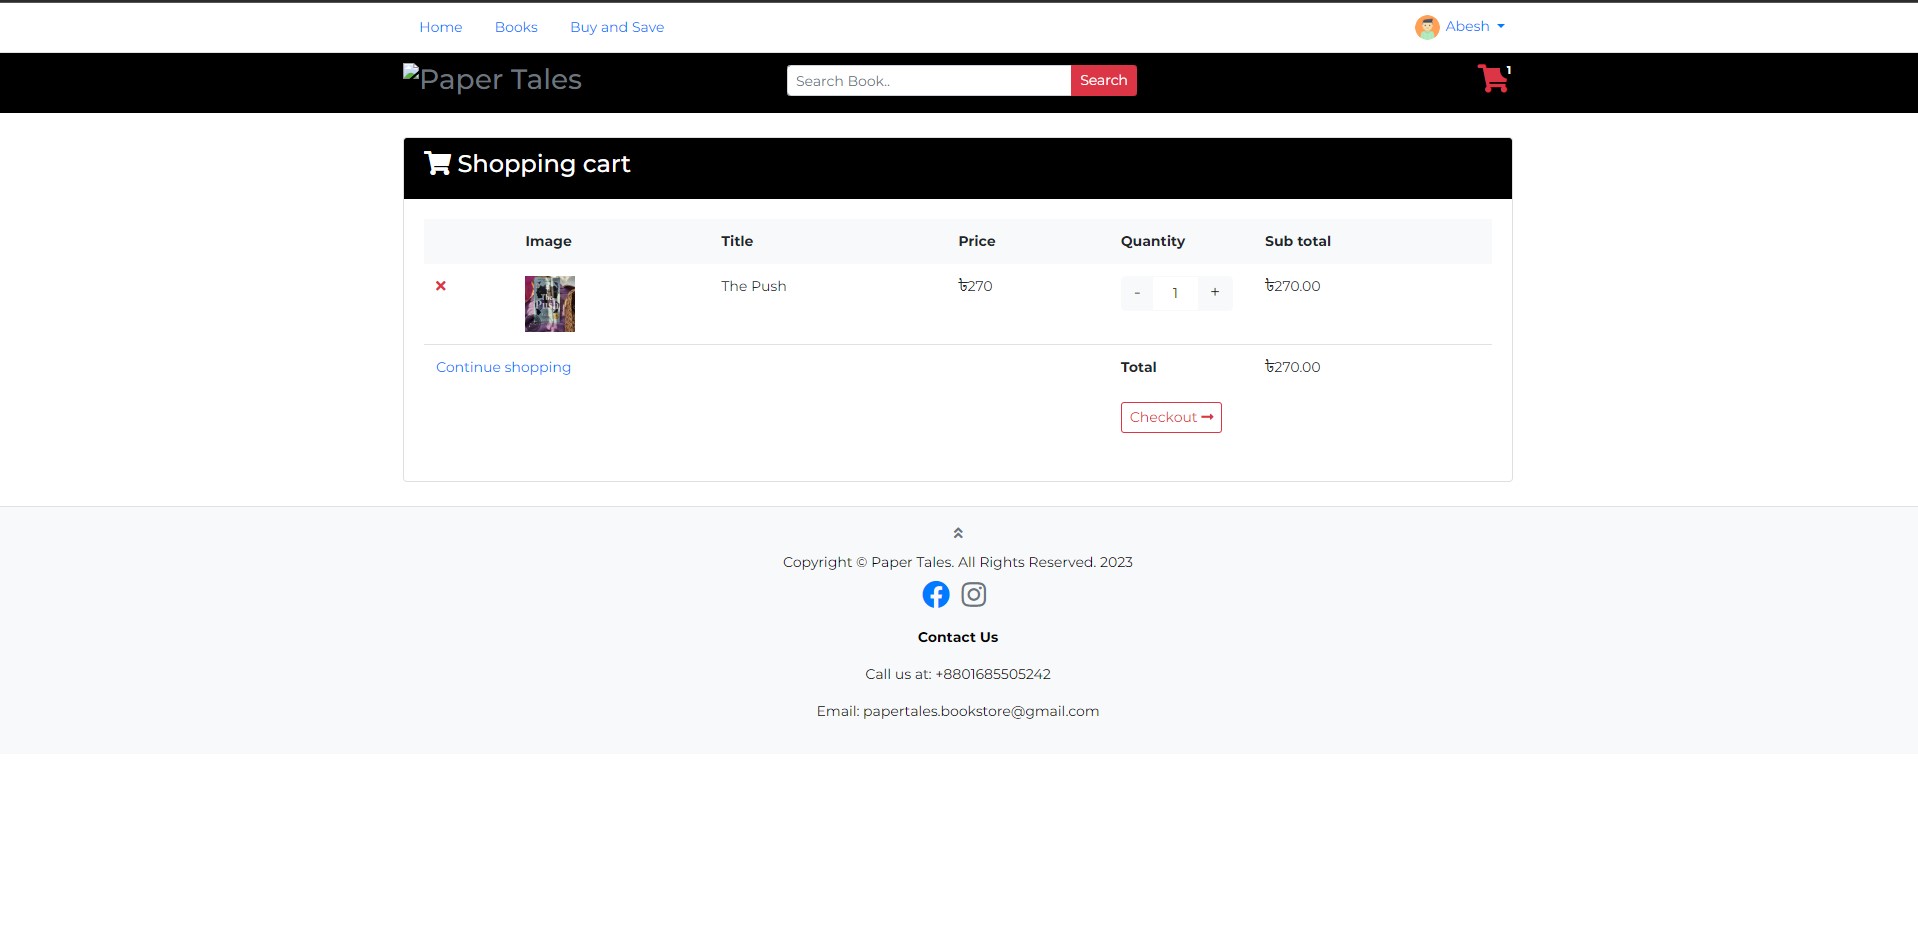 Home Books Buy and Save Abesh
Paper Tales Search Book.. Search 1
Shopping cart
Image Title Price Quantity Sub total
The Push
The Push ৳270 - 1 + ৳270.00
Continue shopping Total ৳270.00
Checkout
Copyright © Paper Tales. All Rights Reserved. 2023
Contact Us
Call us at: +8801685505242
Email: papertales.bookstore@gmail.com